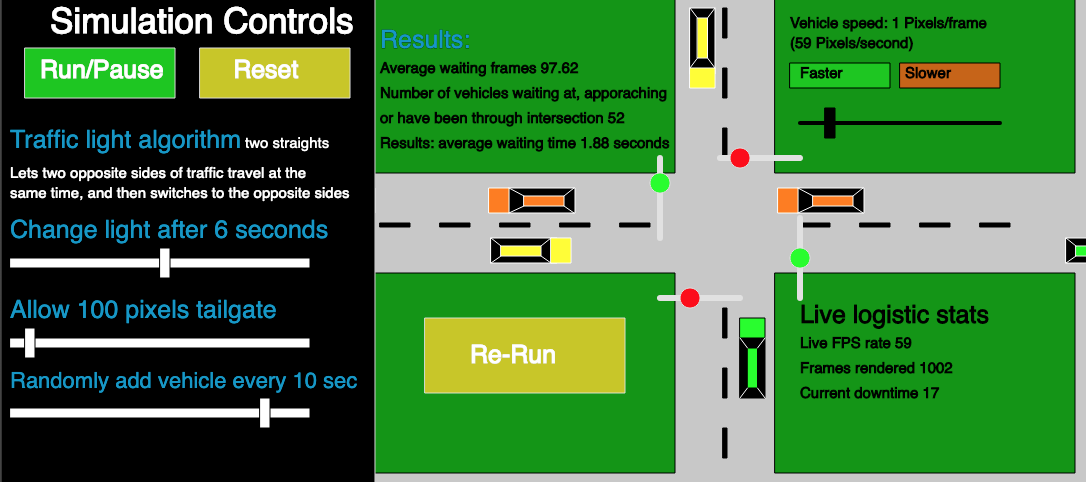 Simulation Controls
Run/Pause
Reset
Traffic light algorithm two straights
Lets two opposite sides of traffic travel at the
same time, and then switches to the opposite sides
Change light after 6 seconds
Allow 100 pixels tailgate
Randomly add vehicle every 10 sec
Results:
Average waiting frames 97.62
Number of vehicles waiting at, apporaching
or have been through intersection 52
Results: average waiting time 1.88 seconds
Vehicle speed: 1 Pixels/frame
(59 Pixels/second)
Faster
Slower
Re-Run
Live logistic stats
Live FPS rate 59
Frames rendered 1002
Current downtime 17